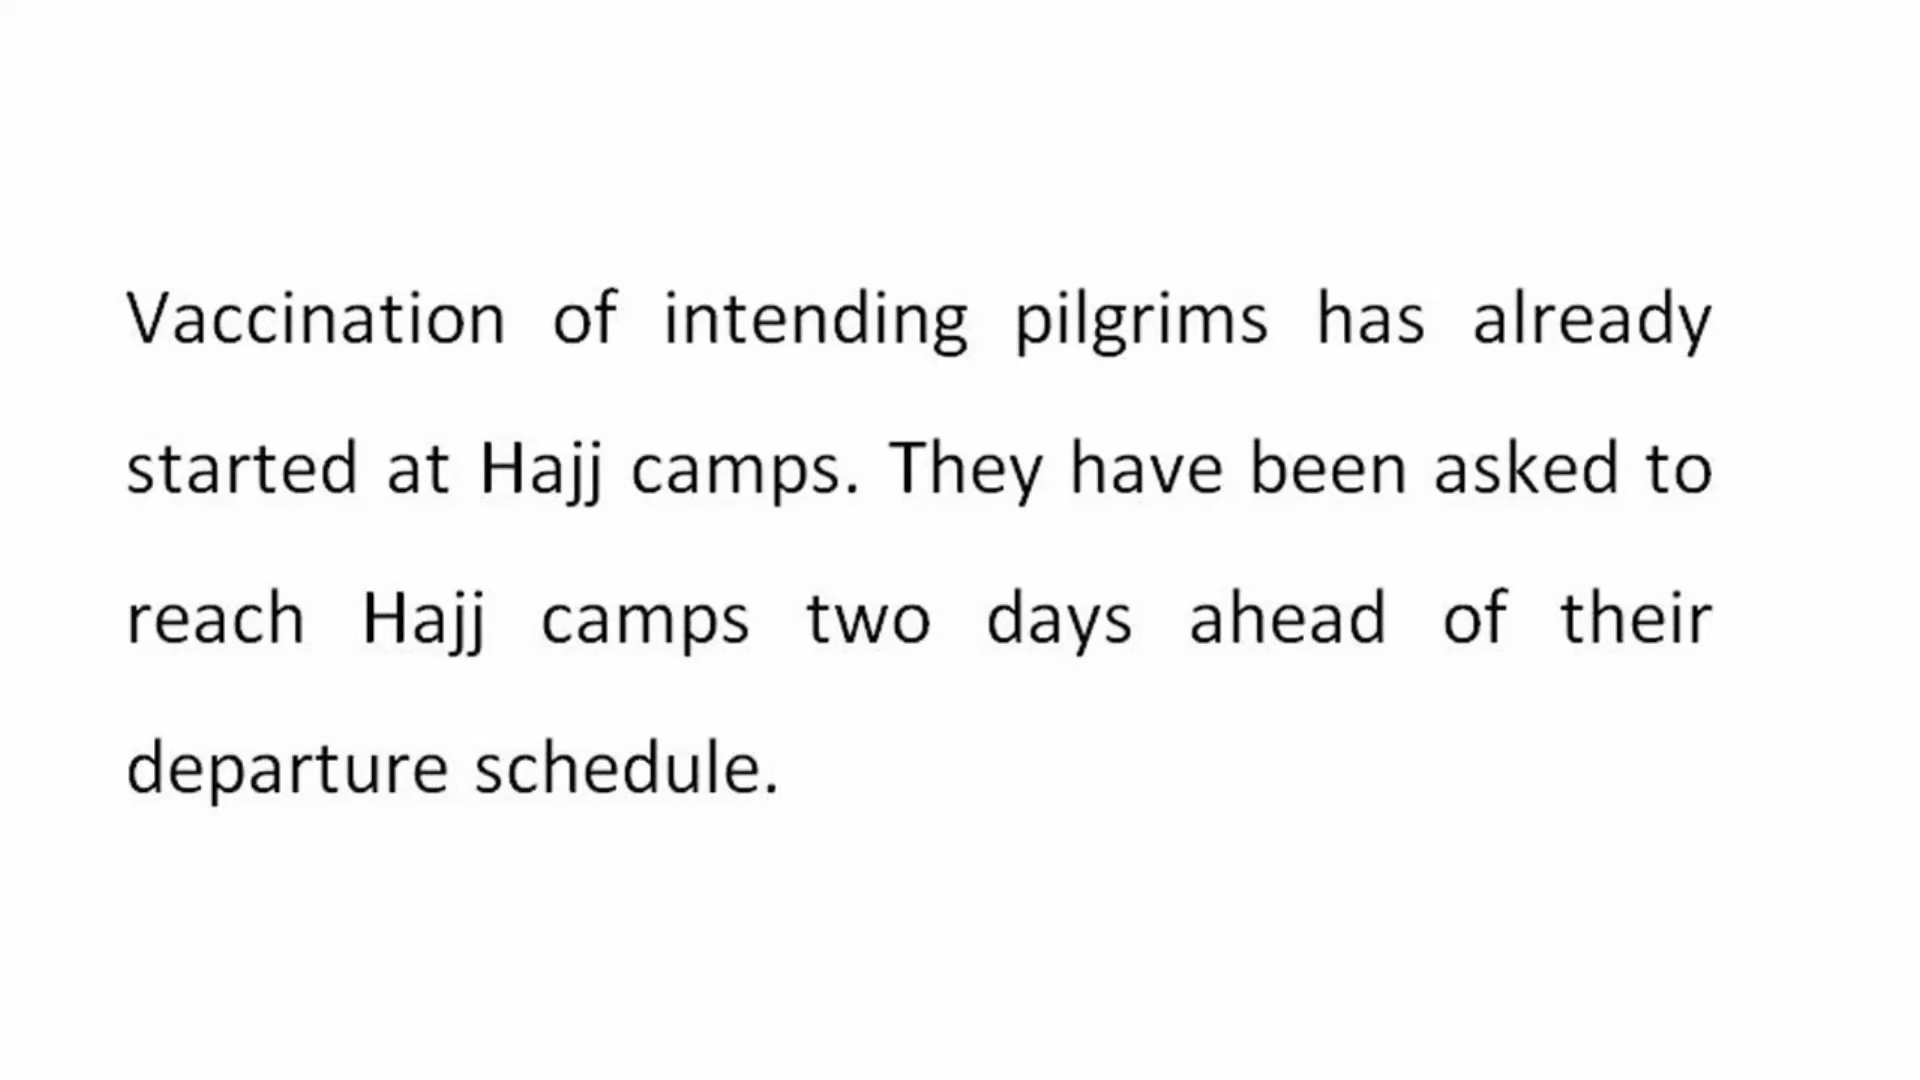 Vaccination of intending pilgrims has already
started at Hajj camps. They have been asked to
reach Hajj camps two days ahead of their
departure schedule.